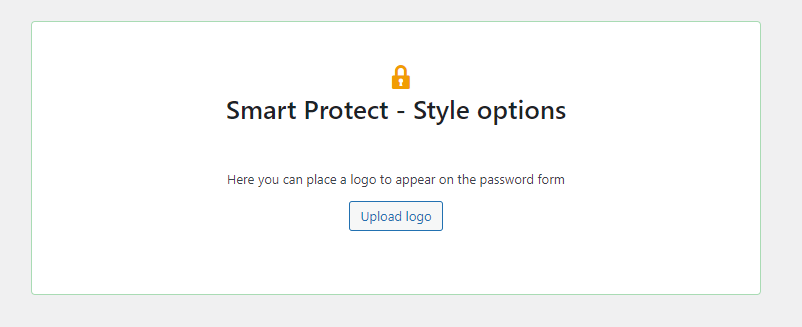 Smart Protect - Style options
Here you can place a logo to appear on the password form
Upload logo